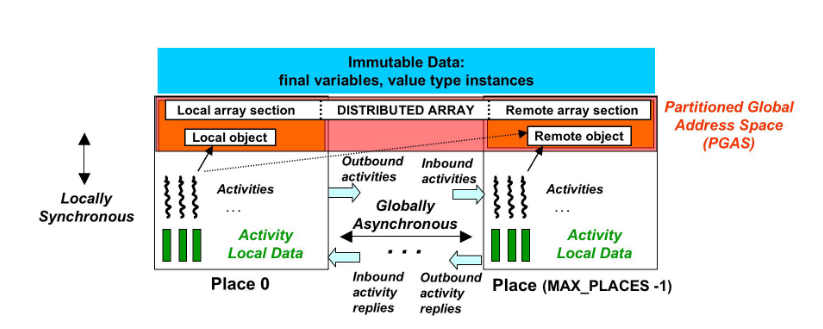 Immutable Data:
final variables, value type instances
Local array section
DISTRIBUTED ARRAY
Remote array section
Partitioned Global
Address Space
(PGAS)
Local object
Remote object
Locally
Synchronous
Activities
...
Activity
Local Data
Place 0
Outbound
activities
Inbound
activities
Globally
Asynchronous
...
Inbound
activity
replies
Outbound
activity
replies
Activities
...
Activity
Local Data
Place (MAX_PLACES -1)